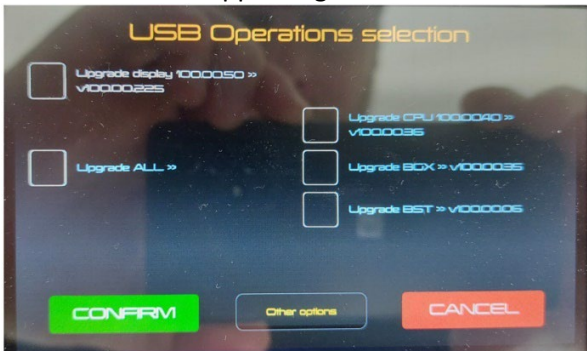 USB Operations selection
Upgrade display 100.00.50 »
v100.00.225
Upgrade CPU 100.00.40 »
v100.00.36
Upgrade ALL »
Upgrade BGX » v100.00.35
Upgrade BST » v100.00.06
CONFIRM
Other options
CANCEL